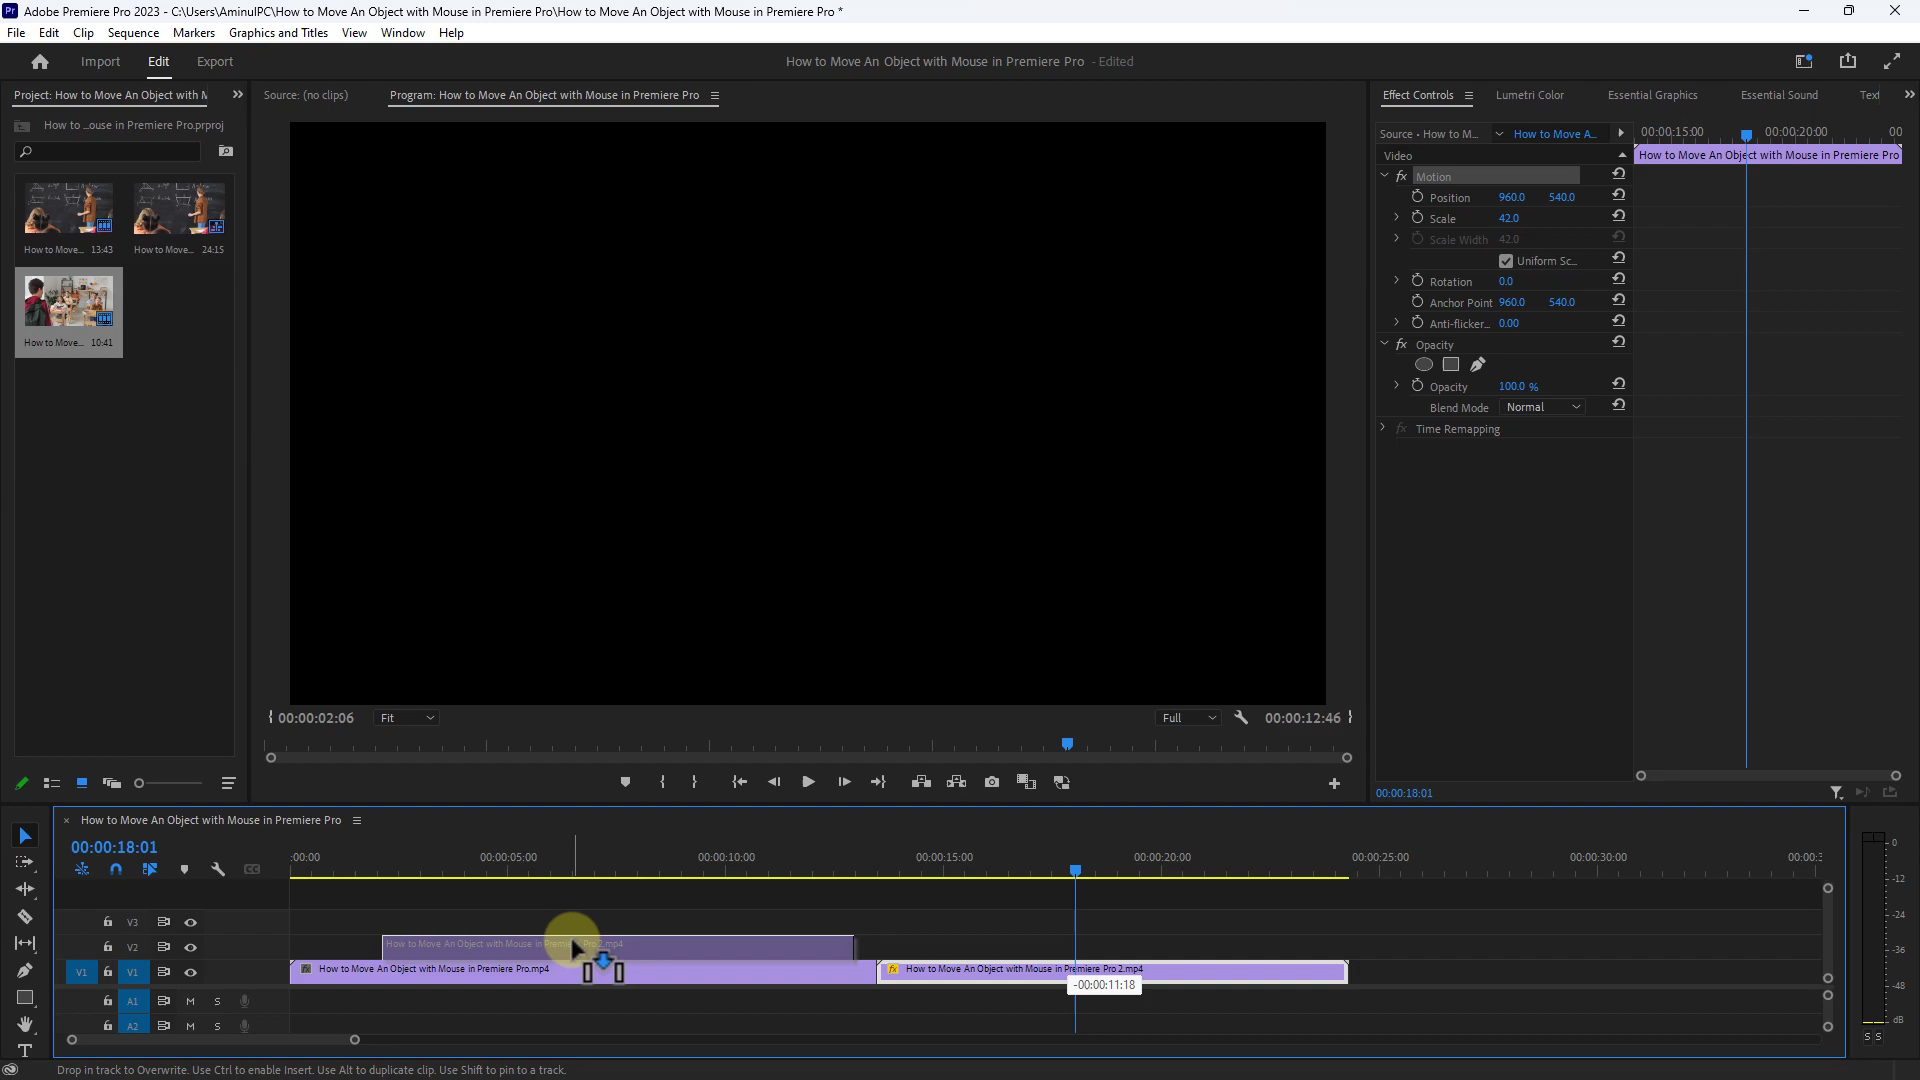 Adobe Premiere Pro 2023 - C:\Users\AminulPC\How to Move An Object with Mouse in Premiere Pro\How to Move An Object with Mouse in Premiere Pro *
File Edit Clip Sequence Markers Graphics and Titles View Window Help
Import Edit Export
How to Move An Object with Mouse in Premiere Pro - Edited
Project: How to Move An Object with M
Source: (no clips)
Program: How to Move An Object with Mouse in Premiere Pro
Effect Controls Lumetri Color Essential Graphics Essential Sound Text
How to ...ouse in Premiere Pro.prproj
How to Move... 13:43
How to Move... 24:15
How to Move... 10:41
Source • How to M... How to Move A...
00:00:15:00 00:00:20:00 00
Video
How to Move An Object with Mouse in Premiere Pro
fx Motion
Position 960.0 540.0
Scale 42.0
Scale Width 42.0
Uniform Sc...
Rotation 0.0
Anchor Point 960.0 540.0
Anti-flicker... 0.00
fx Opacity
Opacity 100.0 %
Blend Mode Normal
fx Time Remapping
00:00:02:06 Fit
Full 00:00:12:46
00:00:18:01
How to Move An Object with Mouse in Premiere Pro
00:00:18:01
:00:00 00:00:05:00 00:00:10:00 00:00:15:00 00:00:20:00 00:00:25:00 00:00:30:00 00:00:3
V3
V2
How to Move An Object with Mouse in Premiere Pro 2.mp4
V1 V1
fx How to Move An Object with Mouse in Premiere Pro.mp4
fx How to Move An Object with Mouse in Premiere Pro 2.mp4
-00:00:11:18
A1 M S
A2 M S
0
-12
-24
-36
-48
dB
S S
Drop in track to Overwrite. Use Ctrl to enable Insert. Use Alt to duplicate clip. Use Shift to pin to a track.